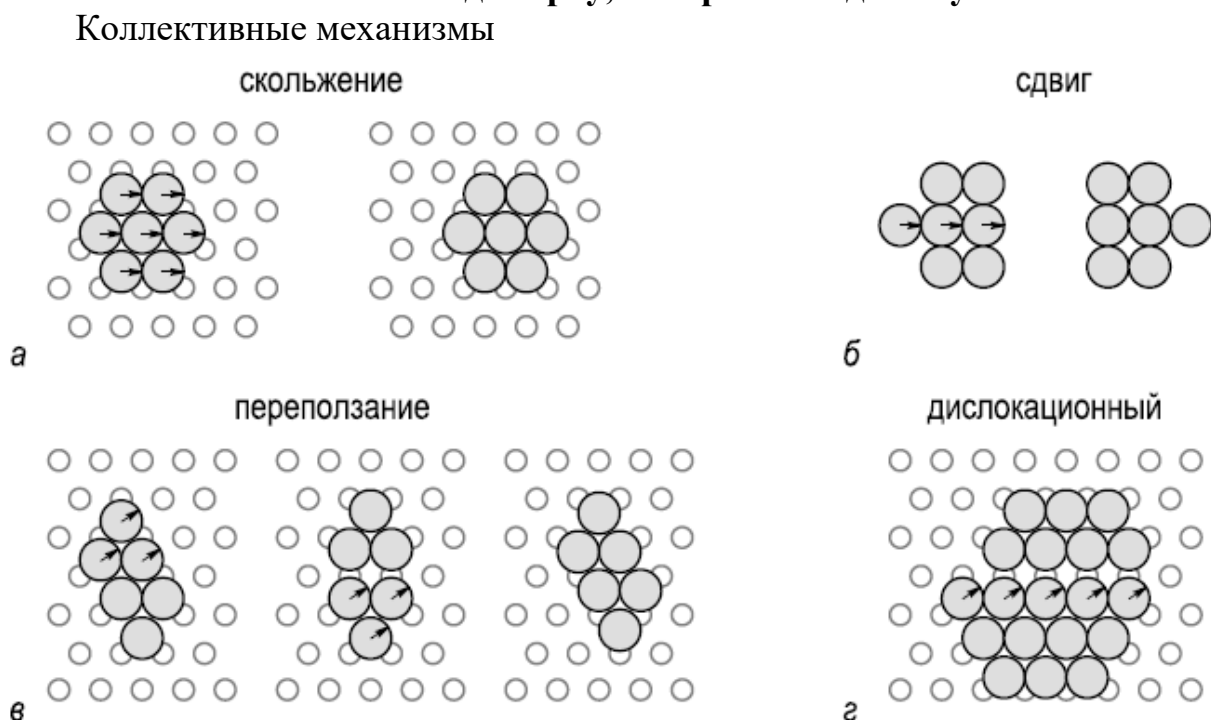 Коллективные механизмы
скольжение
сдвиг
а
б
переползание
дислокационный
в
г